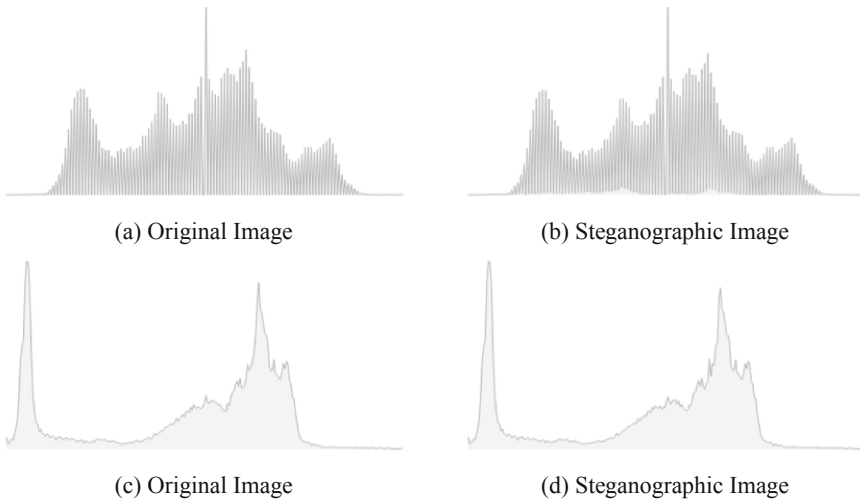 (a) Original Image
(b) Steganographic Image
(c) Original Image
(d) Steganographic Image